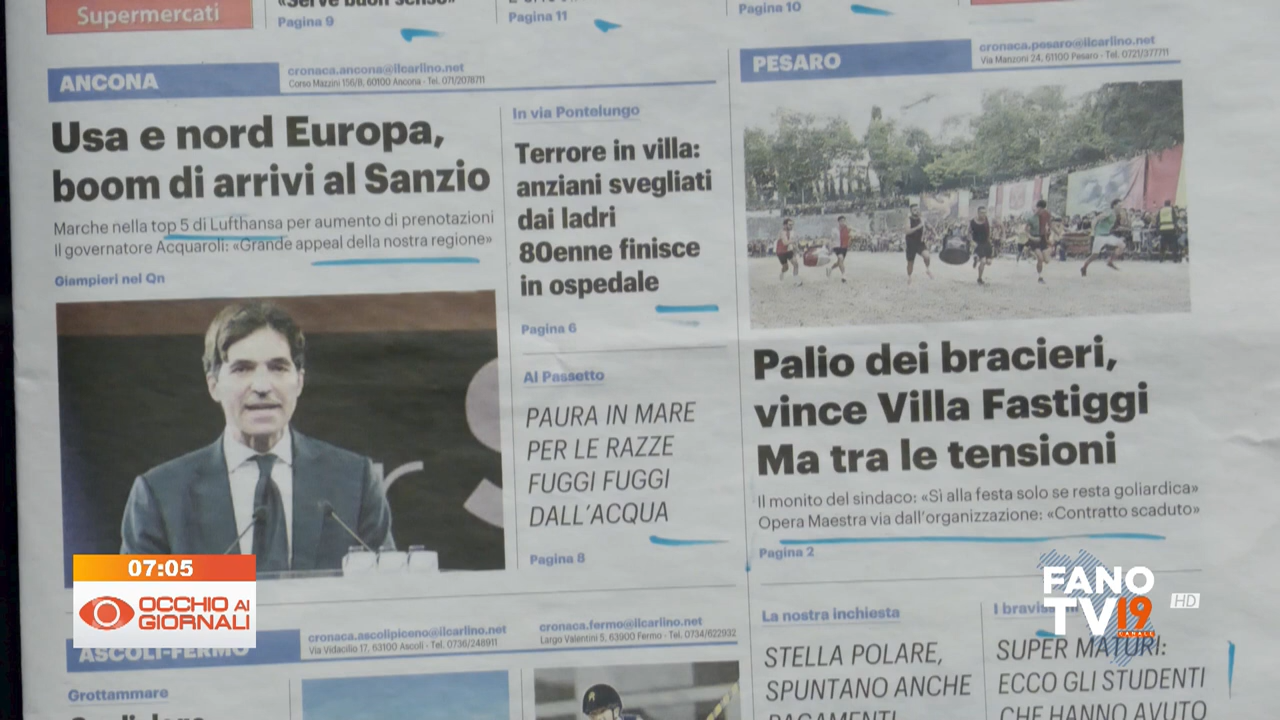 Supermercati
«Serve buon senso»
Pagina 9
Pagina 11
Pagina 10
ANCONA
cronaca.ancona@ilcarlino.net
Corso Mazzini 156/B, 60100 Ancona - Tel. 071/2078711
Usa e nord Europa,
boom di arrivi al Sanzio
Marche nella top 5 di Lufthansa per aumento di prenotazioni
Il governatore Acquaroli: «Grande appeal della nostra regione»
Giampieri nel Qn
In via Pontelungo
Terrore in villa:
anziani svegliati
dai ladri
80enne finisce
in ospedale
Pagina 6
Al Passetto
PAURA IN MARE
PER LE RAZZE
FUGGI FUGGI
DALL'ACQUA
Pagina 8
PESARO
cronaca.pesaro@ilcarlino.net
Via Manzoni 24, 61100 Pesaro - Tel. 0721/377711
Palio dei bracieri,
vince Villa Fastiggi
Ma tra le tensioni
Il monito del sindaco: «Sì alla festa solo se resta goliardica»
Opera Maestra via dall'organizzazione: «Contratto scaduto»
Pagina 2
07:05
OCCHIO AI
GIORNALI
FANO
TV19
CANALE
HD
ASCOLI-FERMO
cronaca.ascolipiceno@ilcarlino.net
Via Vidacilio 17, 63100 Ascoli - Tel. 0736/248911
cronaca.fermo@ilcarlino.net
Largo Valentini 5, 63900 Fermo - Tel. 0734/622932
Grottammare
La nostra inchiesta
STELLA POLARE,
SPUNTANO ANCHE
PAGAMENTI
I
SUPER MATURI:
ECCO GLI STUDENTI
CHE HANNO AVUTO